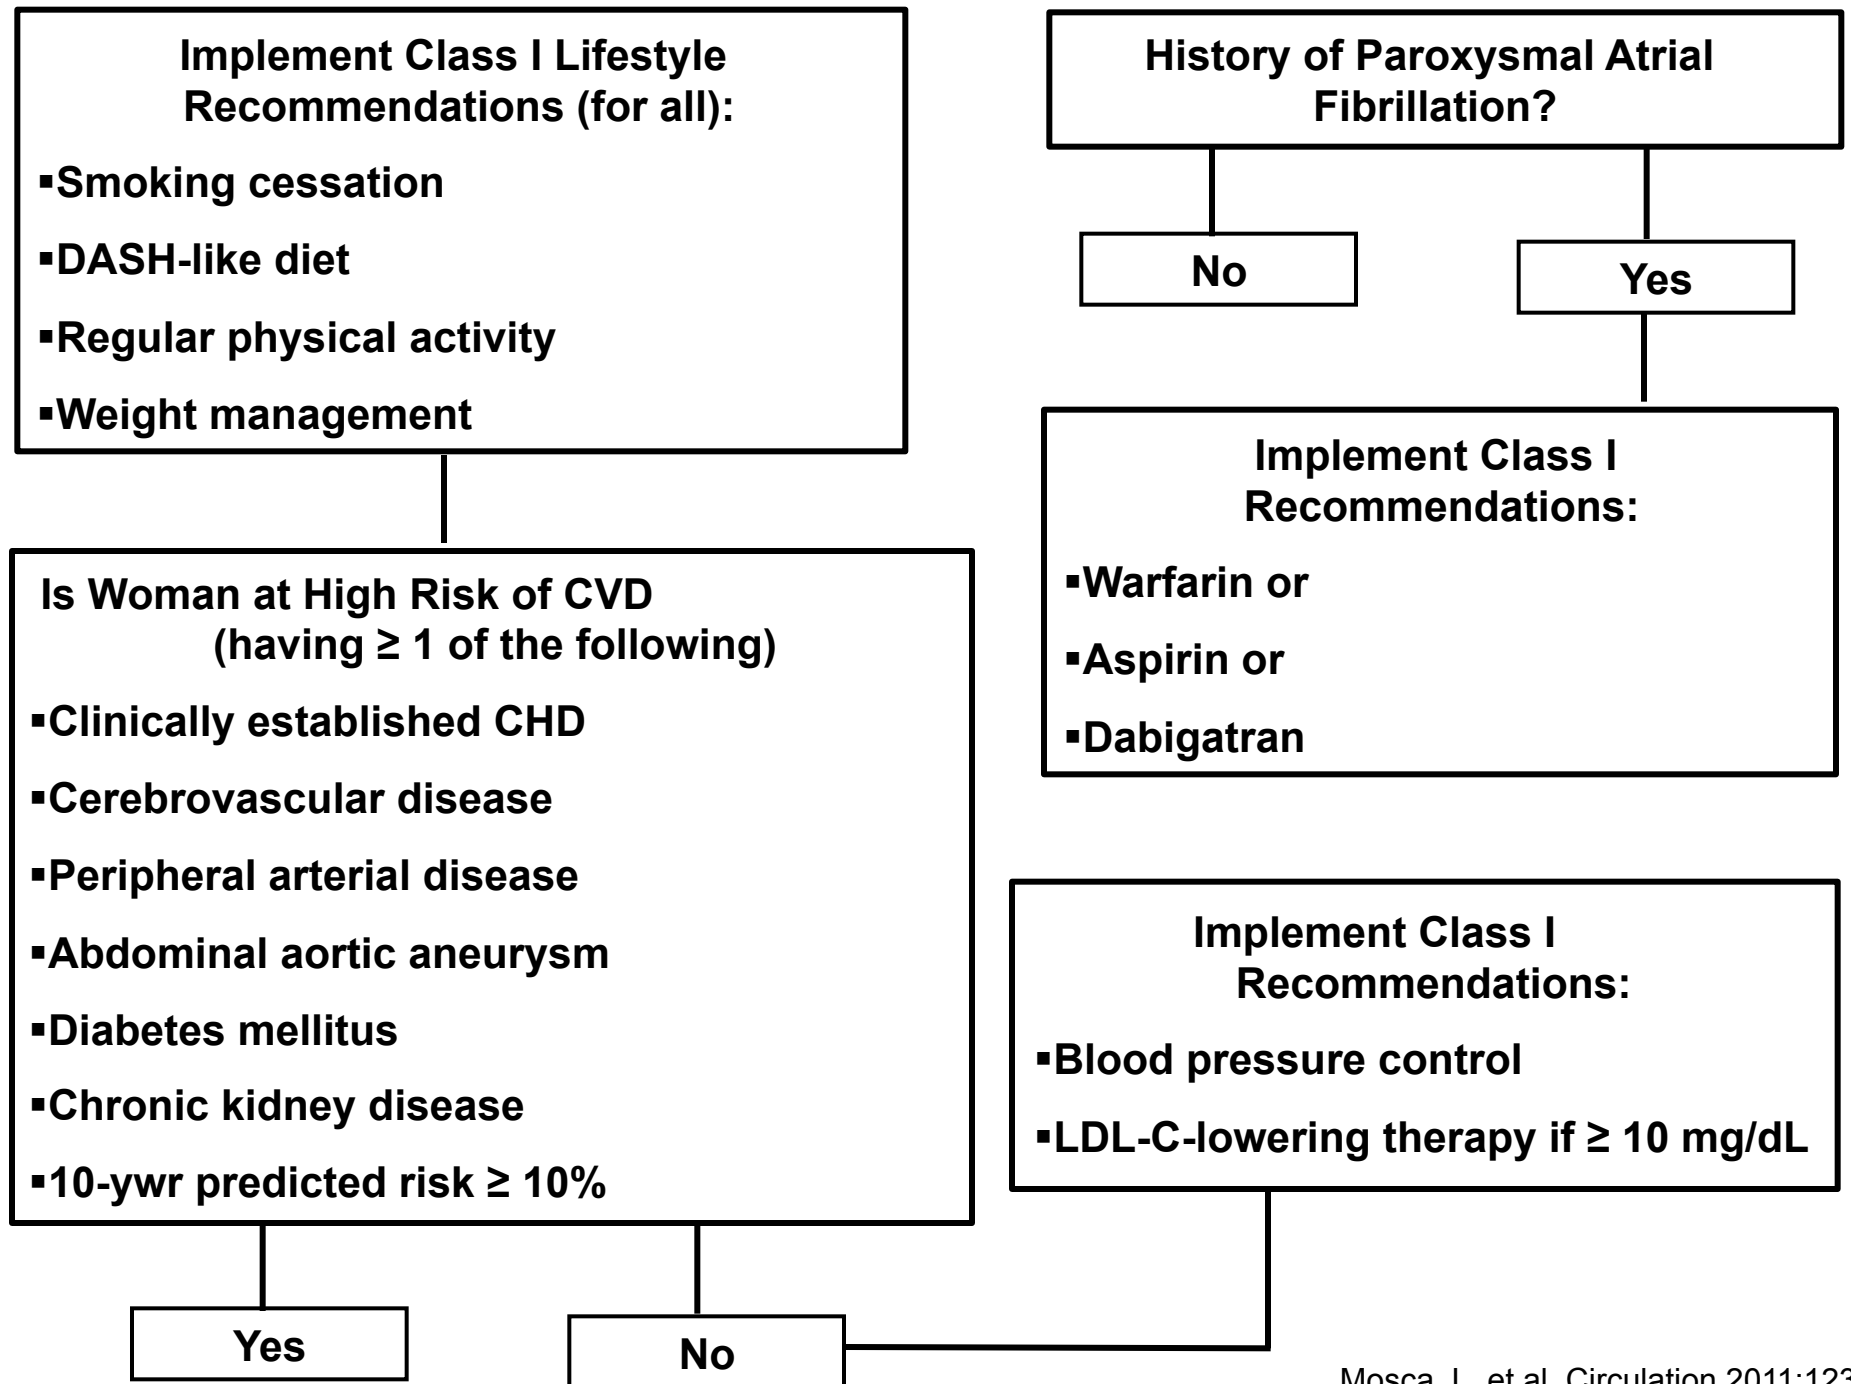 Implement Class I Lifestyle
Recommendations (for all):
▪Smoking cessation
▪DASH-like diet
▪Regular physical activity
▪Weight management
Is Woman at High Risk of CVD
(having ≥ 1 of the following)
▪Clinically established CHD
▪Cerebrovascular disease
▪Peripheral arterial disease
▪Abdominal aortic aneurysm
▪Diabetes mellitus
▪Chronic kidney disease
▪10-ywr predicted risk ≥ 10%
Yes
No
History of Paroxysmal Atrial
Fibrillation?
No
Yes
Implement Class I
Recommendations:
▪Warfarin or
▪Aspirin or
▪Dabigatran
Implement Class I
Recommendations:
▪Blood pressure control
▪LDL-C-lowering therapy if ≥ 10 mg/dL
Mosca, L, et al. Circulation 2011;123